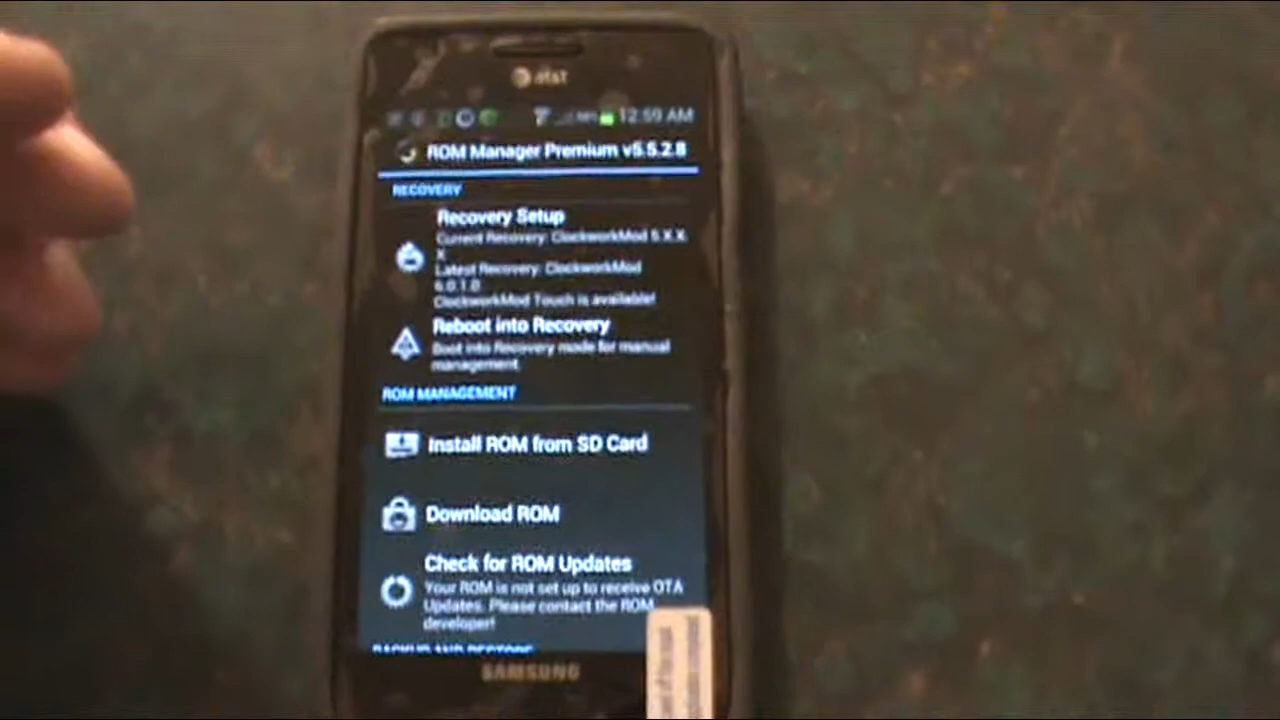 at&t
12:59 AM
ROM Manager Premium v5.5.2.8
RECOVERY
Recovery Setup
Current Recovery: ClockworkMod 5.X.X.
X
Latest Recovery: ClockworkMod
6.0.1.0
ClockworkMod Touch is available!
Reboot into Recovery
Boot into Recovery mode for manual
management.
ROM MANAGEMENT
Install ROM from SD Card
Download ROM
Check for ROM Updates
Your ROM is not set up to receive OTA
Updates. Please contact the ROM
developer!
BACKUP AND RESTORE
SAMSUNG